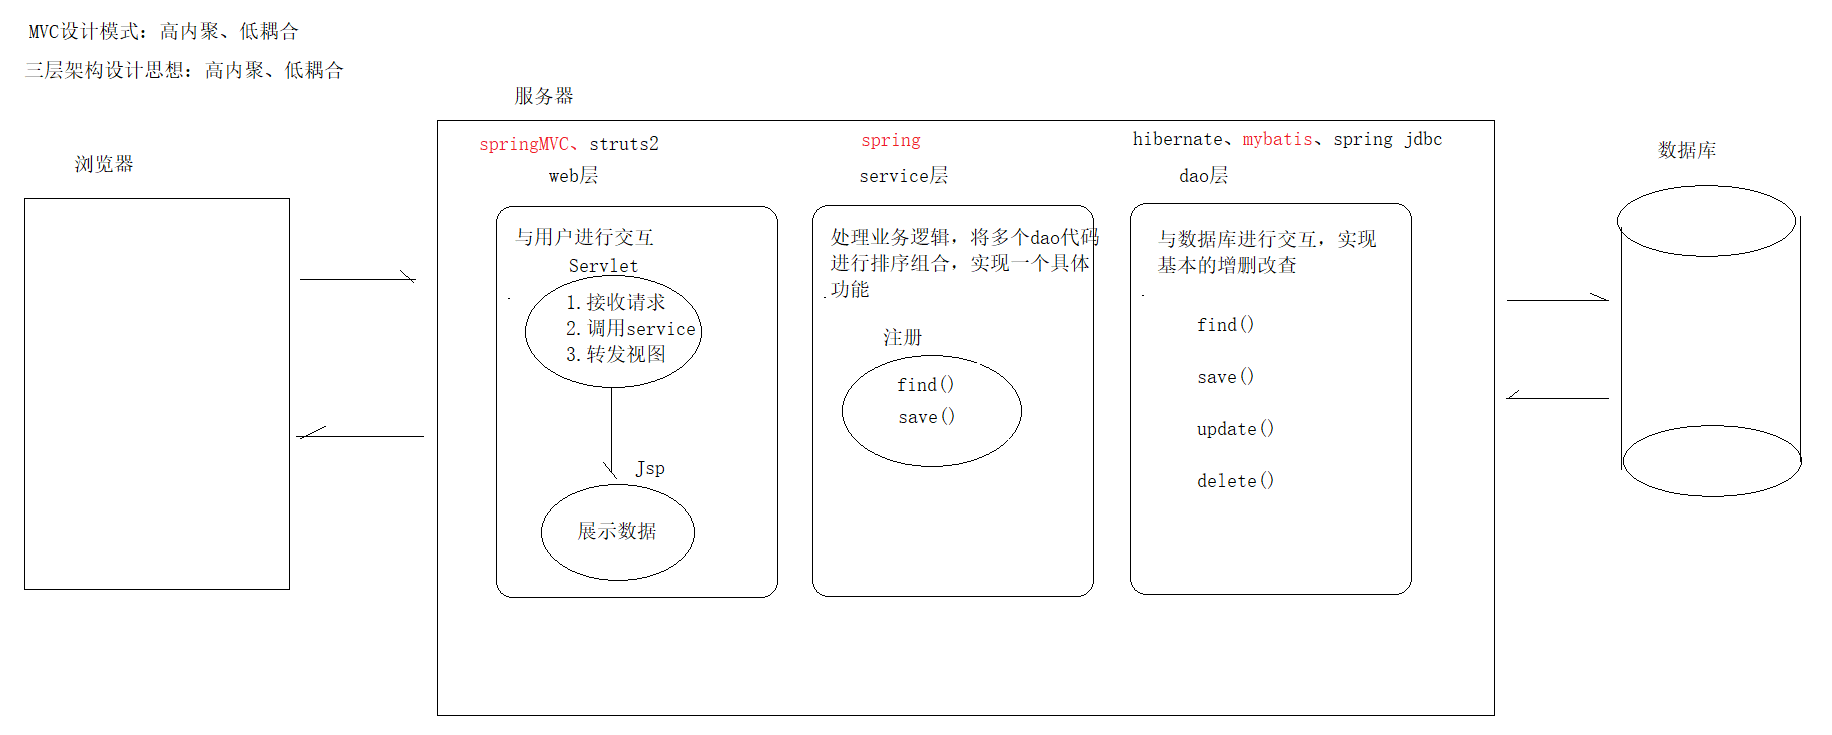 MVC设计模式：高内聚、低耦合
三层架构设计思想：高内聚、低耦合
服务器
浏览器
springMVC、struts2
web层
与用户进行交互
Servlet
1.接收请求
2.调用service
3.转发视图
Jsp
展示数据
spring
service层
处理业务逻辑，将多个dao代码
进行排序组合，实现一个具体
功能
注册
find()
save()
hibernate、mybatis、spring jdbc
dao层
与数据库进行交互，实现
基本的增删改查
find()
save()
update()
delete()
数据库